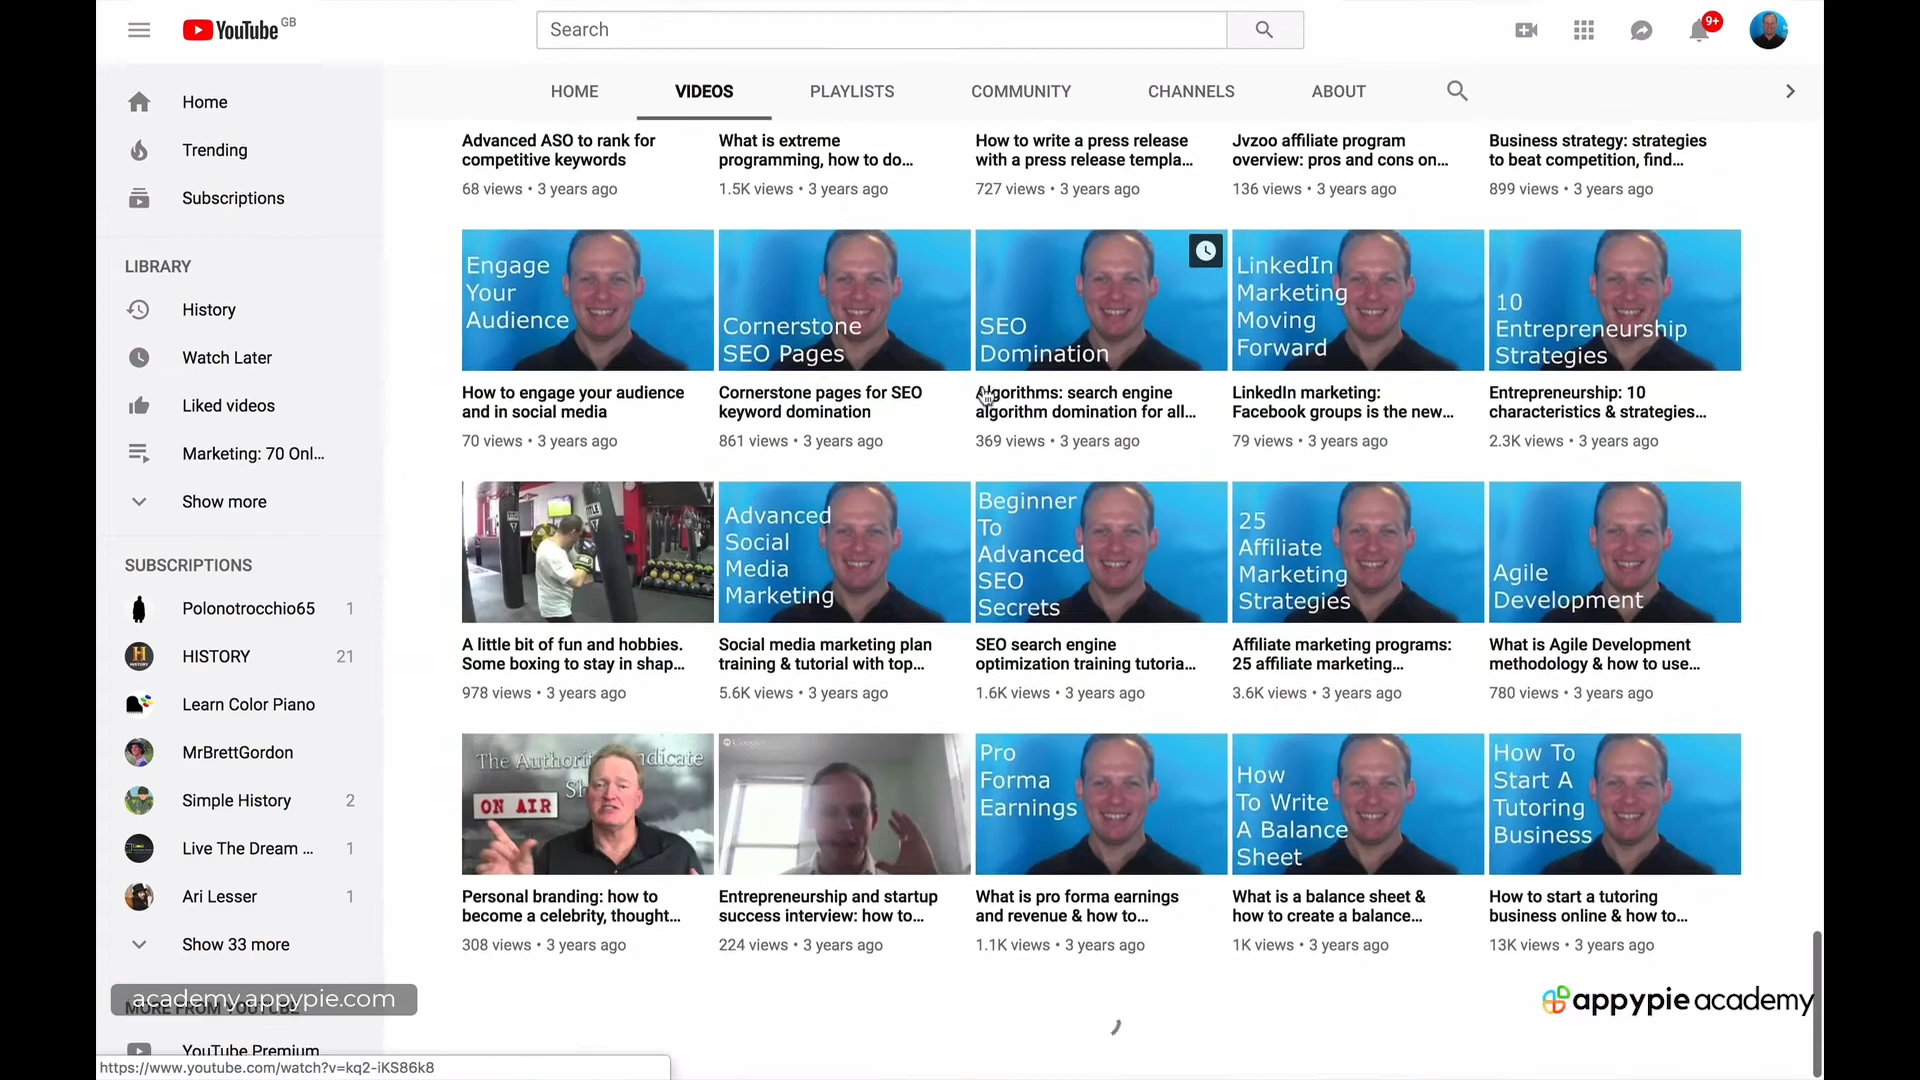 YouTube GB
Search
9+
HOME VIDEOS PLAYLISTS COMMUNITY CHANNELS ABOUT
Home
Trending
Subscriptions
LIBRARY
History
Watch Later
Liked videos
Marketing: 70 Onl...
Show more
SUBSCRIPTIONS
Polonotrocchio65 1
HISTORY 21
Learn Color Piano
MrBrettGordon
Simple History 2
Live The Dream ... 1
Ari Lesser 1
Show 33 more
MORE FROM YOUTUBE
academy.appypie.com
YouTube Premium
https://www.youtube.com/watch?v=kq2-iKS86k8
Advanced ASO to rank for
competitive keywords
68 views • 3 years ago
What is extreme
programming, how to do...
1.5K views • 3 years ago
How to write a press release
with a press release templa...
727 views • 3 years ago
Jvzoo affiliate program
overview: pros and cons on...
136 views • 3 years ago
Business strategy: strategies
to beat competition, find...
899 views • 3 years ago
Engage
Your
Audience
How to engage your audience
and in social media
70 views • 3 years ago
Cornerstone
SEO Pages
Cornerstone pages for SEO
keyword domination
861 views • 3 years ago
SEO
Domination
Algorithms: search engine
algorithm domination for all...
369 views • 3 years ago
LinkedIn
Marketing
Moving
Forward
LinkedIn marketing:
Facebook groups is the new...
79 views • 3 years ago
10
Entrepreneurship
Strategies
Entrepreneurship: 10
characteristics & strategies...
2.3K views • 3 years ago
TITLE
A little bit of fun and hobbies.
Some boxing to stay in shap...
978 views • 3 years ago
Advanced
Social
Media
Marketing
Social media marketing plan
training & tutorial with top...
5.6K views • 3 years ago
Beginner
To
Advanced
SEO
Secrets
SEO search engine
optimization training tutoria...
1.6K views • 3 years ago
25
Affiliate
Marketing
Strategies
Affiliate marketing programs:
25 affiliate marketing...
3.6K views • 3 years ago
Agile
Development
What is Agile Development
methodology & how to use...
780 views • 3 years ago
The Authori ndicate
Sh
ON AIR
Personal branding: how to
become a celebrity, thought...
308 views • 3 years ago
Google
Entrepreneurship and startup
success interview: how to...
224 views • 3 years ago
Pro
Forma
Earnings
What is pro forma earnings
and revenue & how to...
1.1K views • 3 years ago
How
To Write
A Balance
Sheet
What is a balance sheet &
how to create a balance...
1K views • 3 years ago
How To
Start A
Tutoring
Business
How to start a tutoring
business online & how to...
13K views • 3 years ago
appypie academy